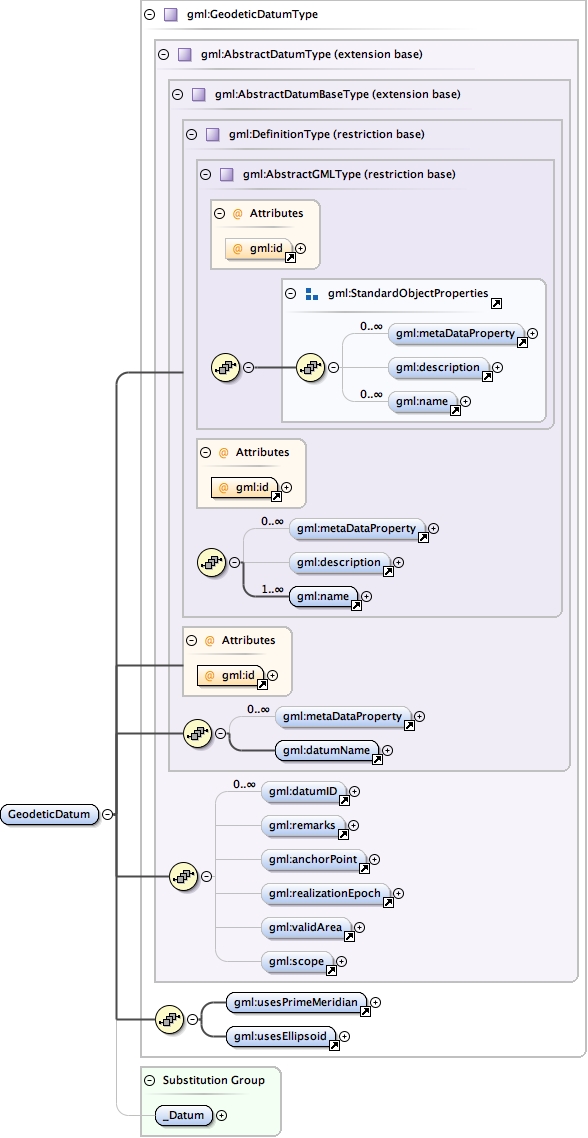 gml:GeodeticDatumType
gml:AbstractDatumType (extension base)
gml:AbstractDatumBaseType (extension base)
gml:DefinitionType (restriction base)
gml:AbstractGMLType (restriction base)
@ Attributes
@ gml:id
gml:StandardObjectProperties
0..∞
gml:metaDataProperty
gml:description
0..∞
gml:name
@ Attributes
@ gml:id
0..∞
gml:metaDataProperty
gml:description
1..∞
gml:name
@ Attributes
@ gml:id
0..∞
gml:metaDataProperty
gml:datumName
GeodeticDatum
0..∞
gml:datumID
gml:remarks
gml:anchorPoint
gml:realizationEpoch
gml:validArea
gml:scope
gml:usesPrimeMeridian
gml:usesEllipsoid
Substitution Group
_Datum